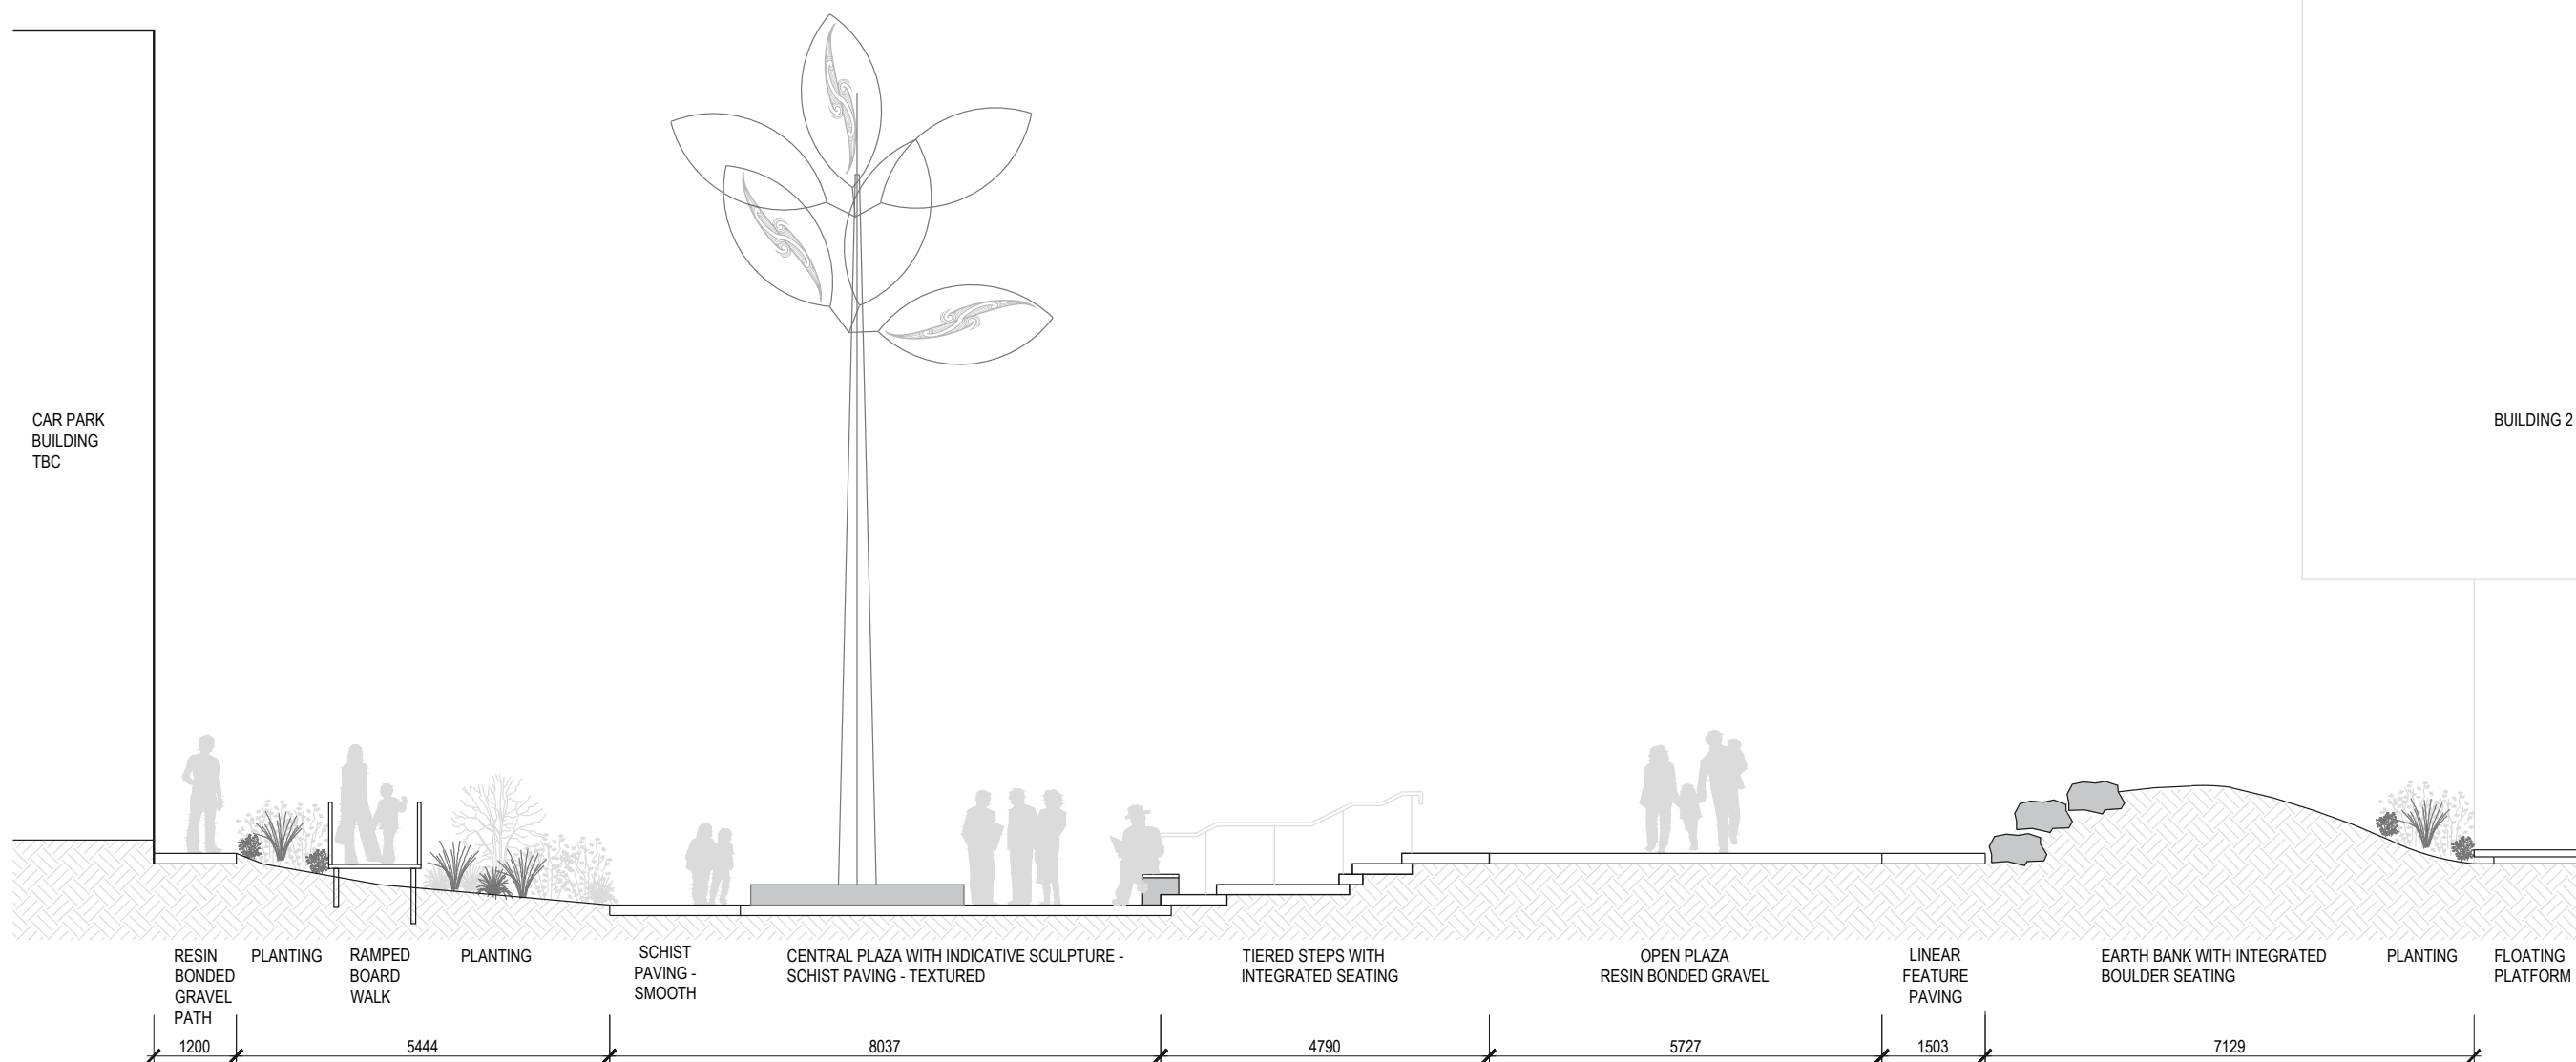 CAR PARK
BUILDING
TBC
BUILDING 2
RESIN
BONDED
GRAVEL
PATH
PLANTING
RAMPED
BOARD
WALK
PLANTING
SCHIST
PAVING -
SMOOTH
CENTRAL PLAZA WITH INDICATIVE SCULPTURE -
SCHIST PAVING - TEXTURED
TIERED STEPS WITH
INTEGRATED SEATING
OPEN PLAZA
RESIN BONDED GRAVEL
LINEAR
FEATURE
PAVING
EARTH BANK WITH INTEGRATED
BOULDER SEATING
PLANTING
FLOATING
PLATFORM
1200
5444
8037
4790
5727
1503
7129